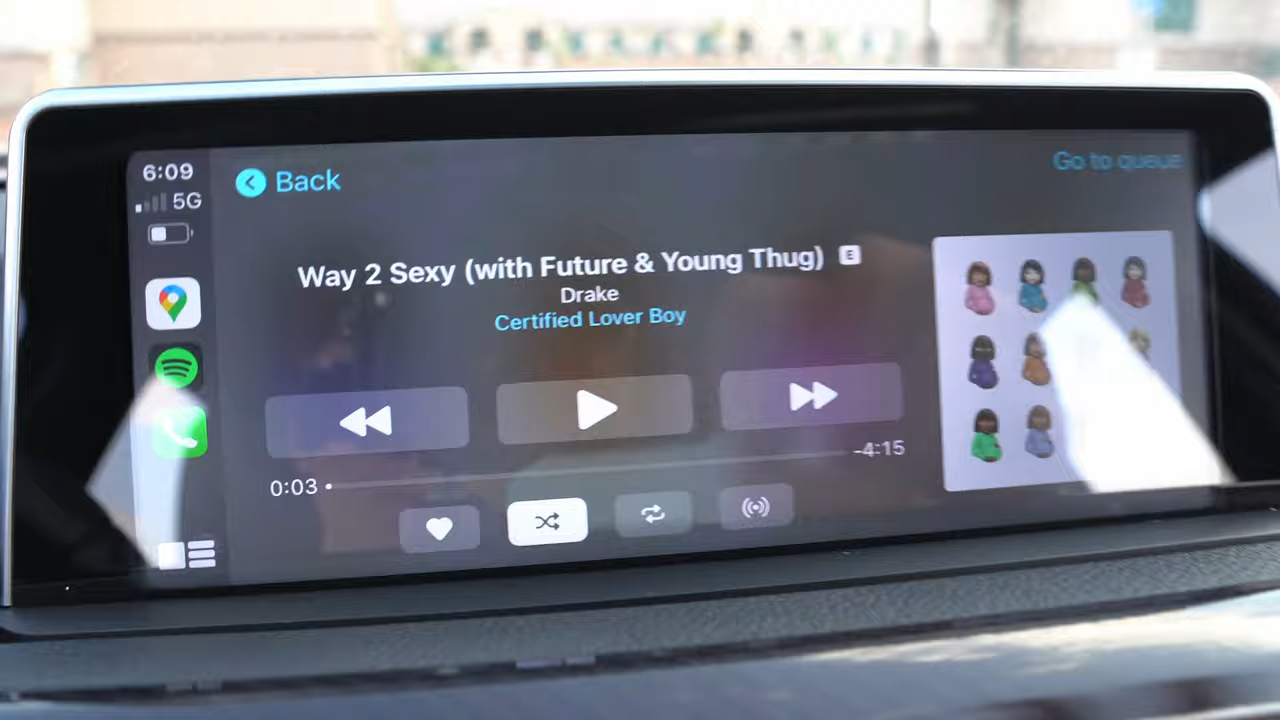 6:09
5G
Back
Go to queue
Way 2 Sexy (with Future & Young Thug) E
Drake
Certified Lover Boy
0:03
-4:15